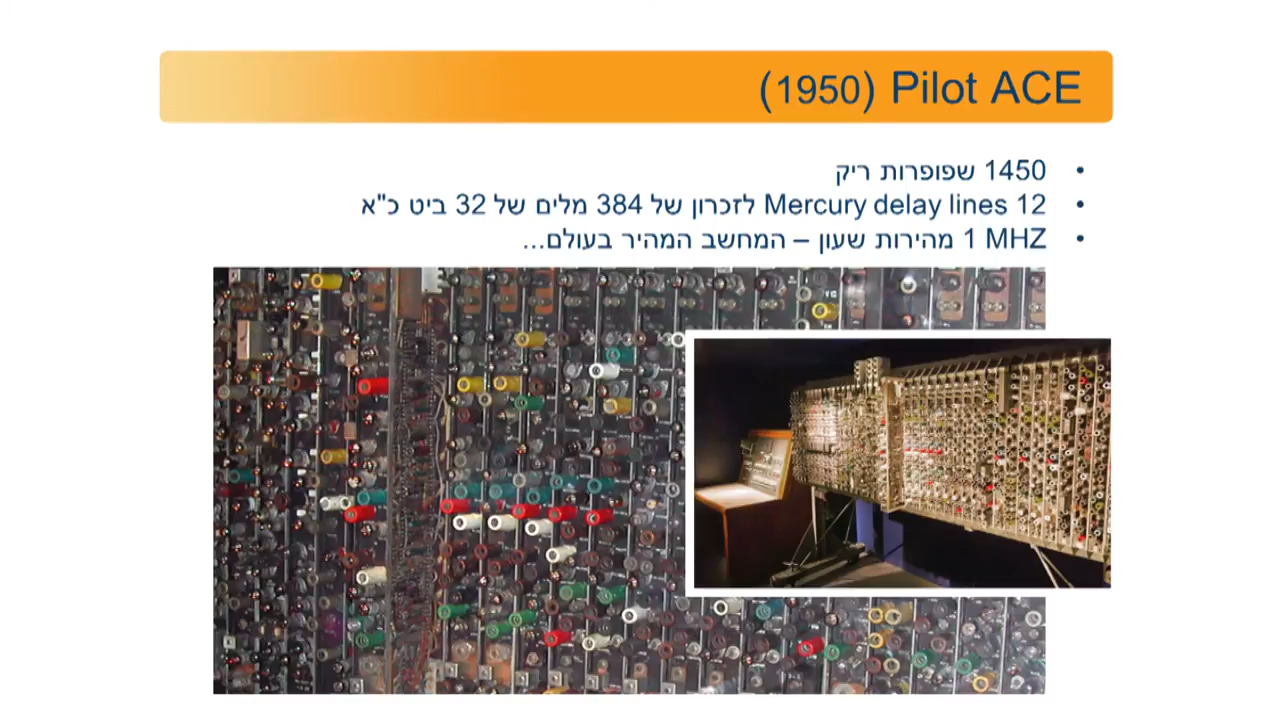 Pilot ACE (1950)
• 1450 שפופרות ריק
• 12 Mercury delay lines לזכרון של 384 מלים של 32 ביט כ"א
• 1 MHZ מהירות שעון – המחשב המהיר בעולם...